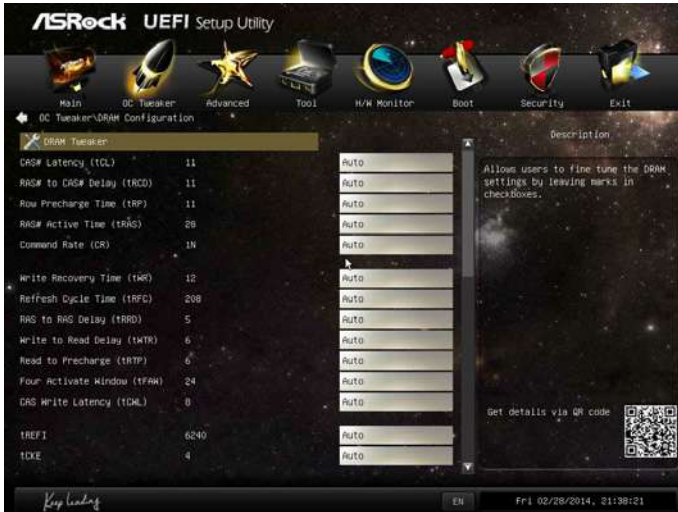 ASRock UEFI Setup Utility
Main OC Tweaker Advanced Tool H/W Monitor Boot Security Exit
OC Tweaker\DRAM Configuration
DRAM Tweaker
CAS# Latency (tCL) 11 Auto
RAS# to CAS# Delay (tRCD) 11 Auto
Row Precharge Time (tRP) 11 Auto
RAS# Active Time (tRAS) 28 Auto
Command Rate (CR) 1N Auto
Write Recovery Time (tWR) 12 Auto
Refresh Cycle Time (tRFC) 208 Auto
RAS to RAS Delay (tRRD) 5 Auto
Write to Read Delay (tWTR) 6 Auto
Read to Precharge (tRTP) 6 Auto
Four Activate Window (tFAW) 24 Auto
CAS Write Latency (tCWL) 8 Auto
tREFI 6240 Auto
tCKE 4 Auto
Description
Allows users to fine tune the DRAM
settings by leaving marks in
checkboxes.
Get details via QR code
Keep Leading
EN
Fri 02/28/2014, 21:38:21